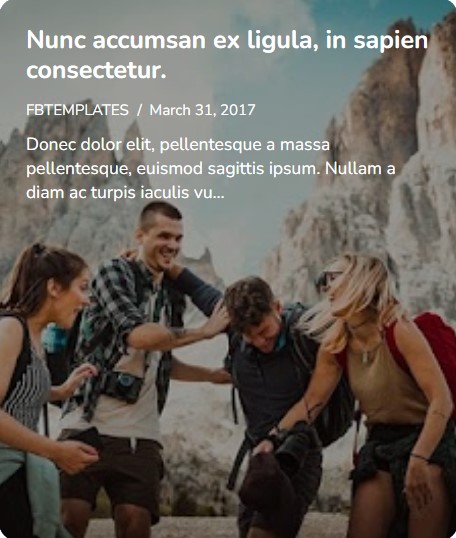 Nunc accumsan ex ligula, in sapien
consectetur.
FBTEMPLATES / March 31, 2017
Donec dolor elit, pellentesque a massa
pellentesque, euismod sagittis ipsum. Nullam a
diam ac turpis iaculis vu...